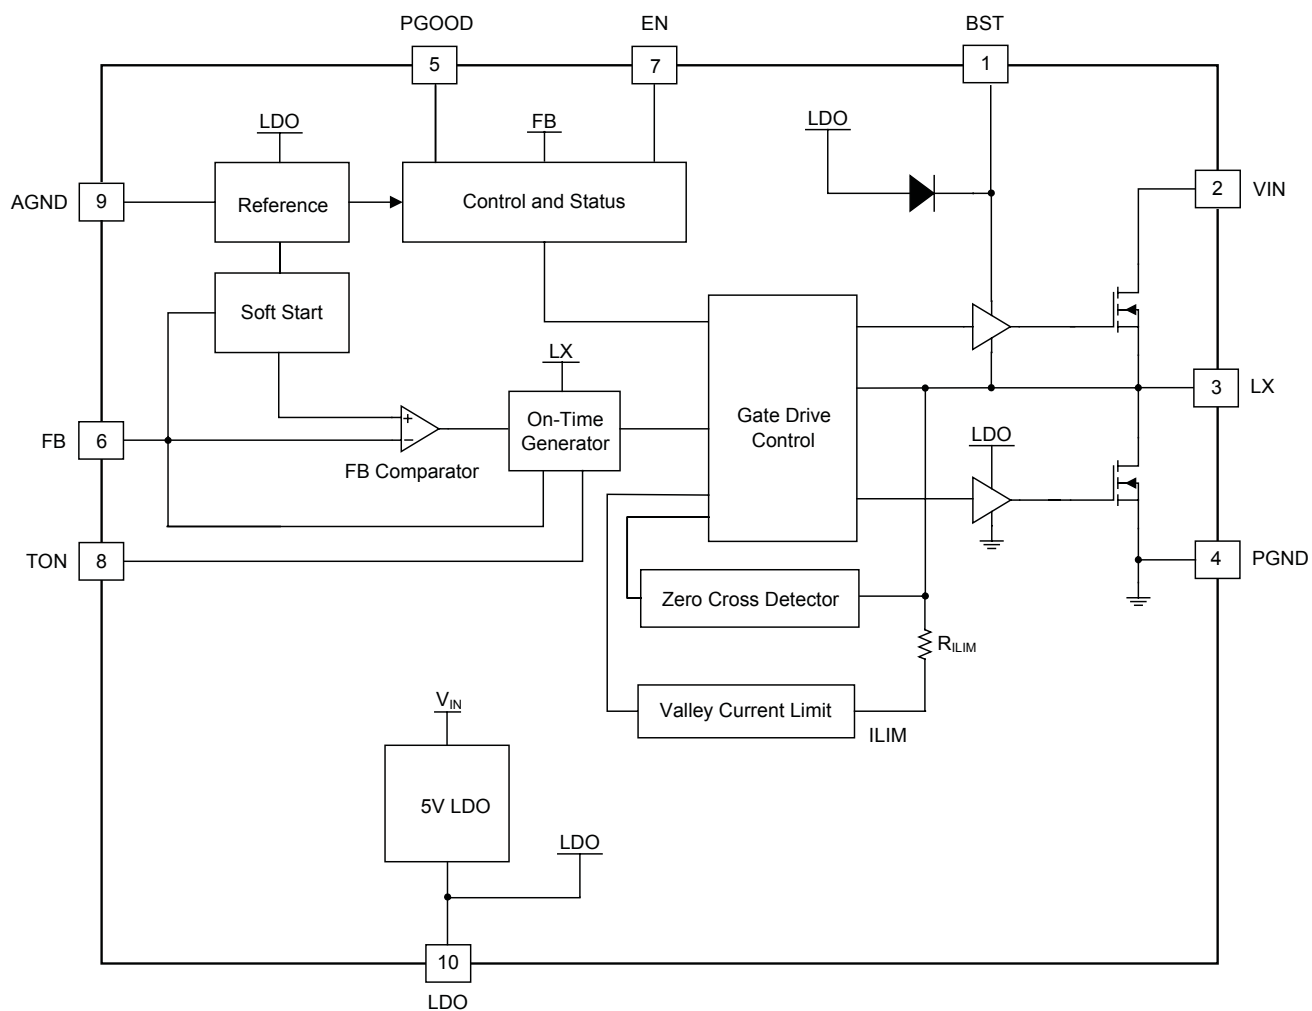 PGOOD
EN
BST
5
7
1
LDO
FB
LDO
AGND
9
Reference
Control and Status
2
VIN
Soft Start
LX
3
LX
FB
6
+
−
On-Time
Generator
Gate Drive
Control
LDO
FB Comparator
TON
8
4
PGND
Zero Cross Detector
RILIM
VIN
Valley Current Limit
ILIM
5V LDO
LDO
10
LDO